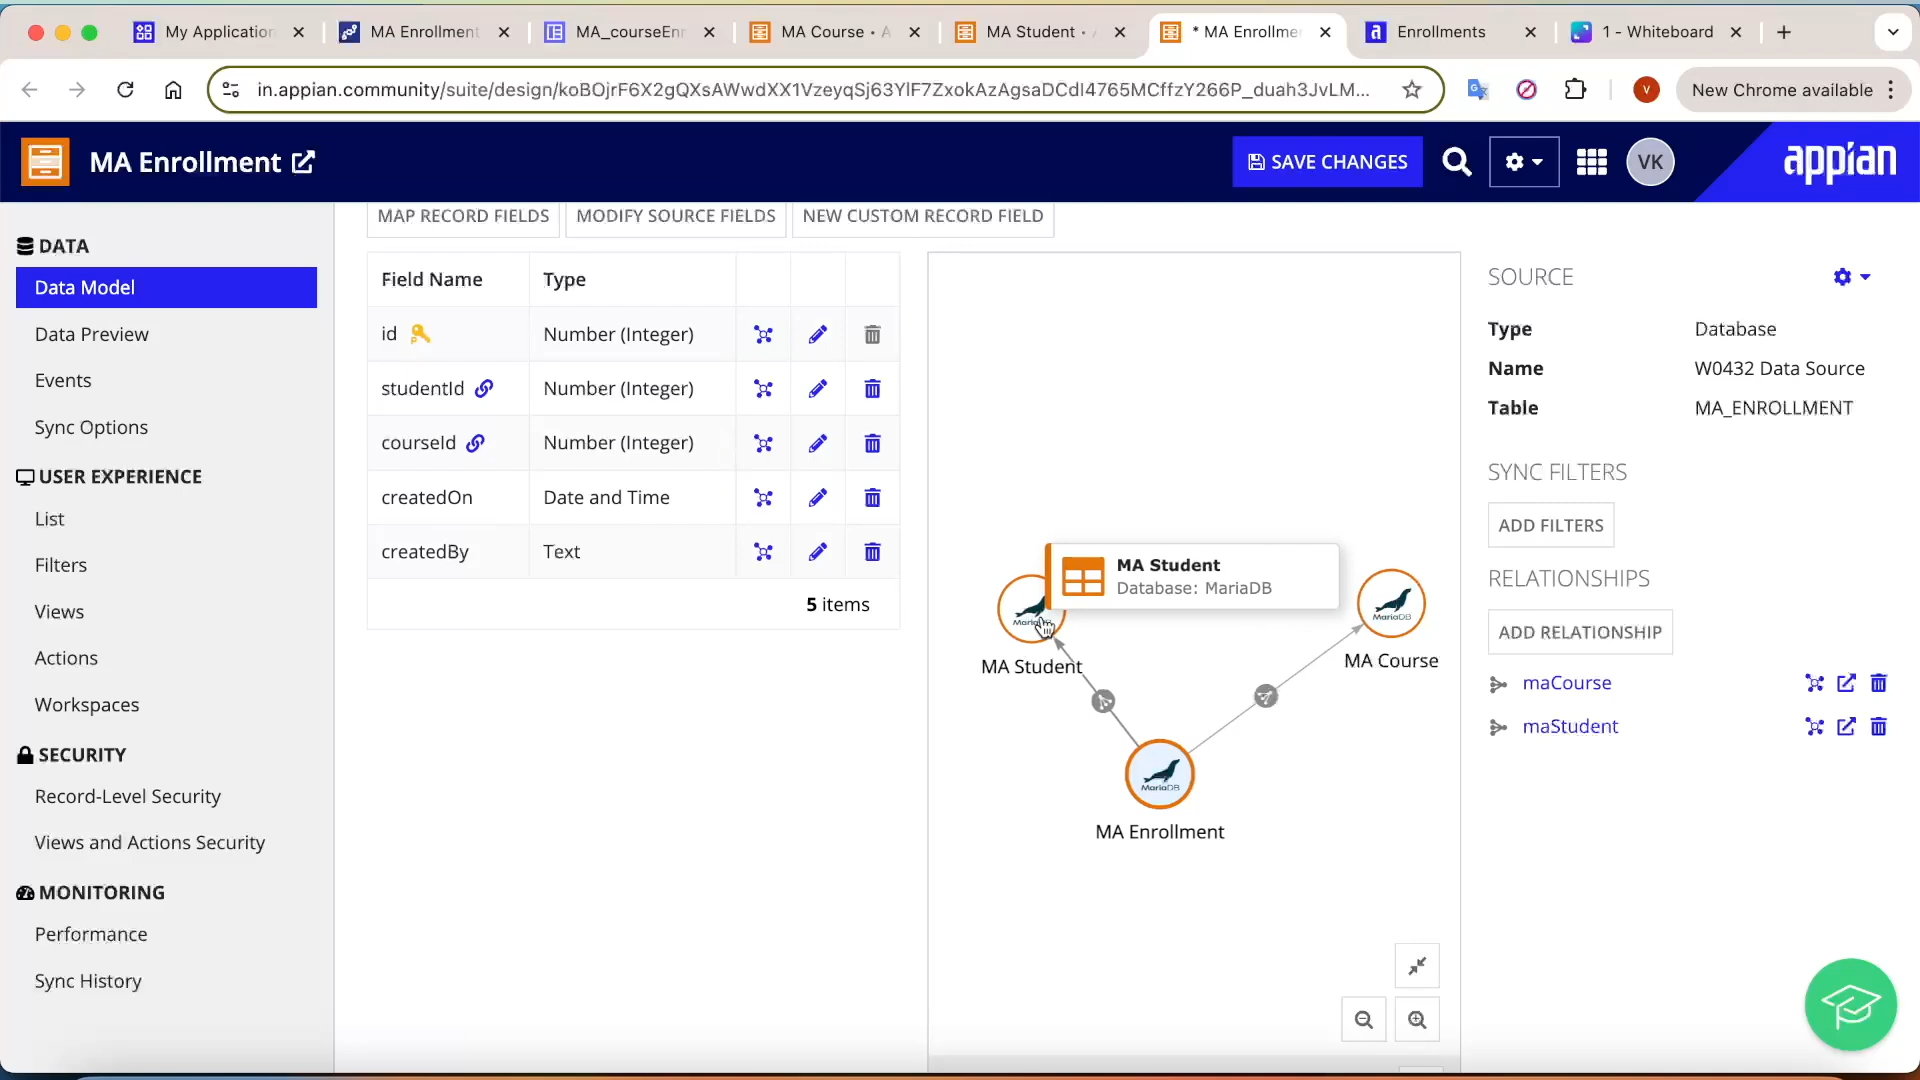 My Application
MA Enrollment
MA_courseEnr
MA Course • A
MA Student •
* MA Enrollme
Enrollments
1 - Whiteboard
in.appian.community/suite/design/koBOjrF6X2gQXsAWwdXX1VzeyqSj63YlF7ZxokAzAgsaDCdI4765MCffzY266P_duah3JvLM...
V
New Chrome available
MA Enrollment
SAVE CHANGES
VK
appian
DATA
Data Model
Data Preview
Events
Sync Options
USER EXPERIENCE
List
Filters
Views
Actions
Workspaces
SECURITY
Record-Level Security
Views and Actions Security
MONITORING
Performance
Sync History
MAP RECORD FIELDS
MODIFY SOURCE FIELDS
NEW CUSTOM RECORD FIELD
Field Name
Type
id
Number (Integer)
studentId
Number (Integer)
courseId
Number (Integer)
createdOn
Date and Time
createdBy
Text
5 items
MA Student
Database: MariaDB
MariaDB
MA Student
MA Course
MariaDB
MA Enrollment
SOURCE
Type
Database
Name
W0432 Data Source
Table
MA_ENROLLMENT
SYNC FILTERS
ADD FILTERS
RELATIONSHIPS
ADD RELATIONSHIP
maCourse
maStudent